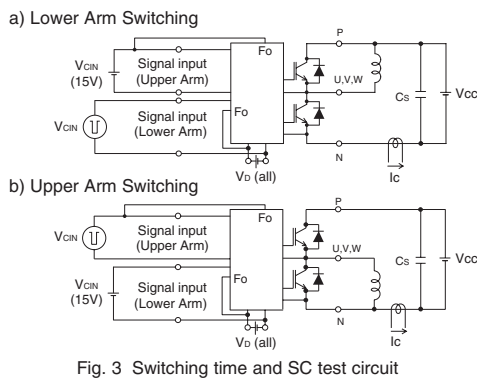 a) Lower Arm Switching
Fo
P
VCIN
(15V)
Signal input
(Upper Arm)
U,V,W
CS
VCC
Signal input
(Lower Arm)
VCIN
Fo
N
VD (all)
IC
b) Upper Arm Switching
Fo
P
VCIN
Signal input
(Upper Arm)
U,V,W
CS
VCC
VCIN
(15V)
Signal input
(Lower Arm)
Fo
N
VD (all)
IC
Fig. 3 Switching time and SC test circuit